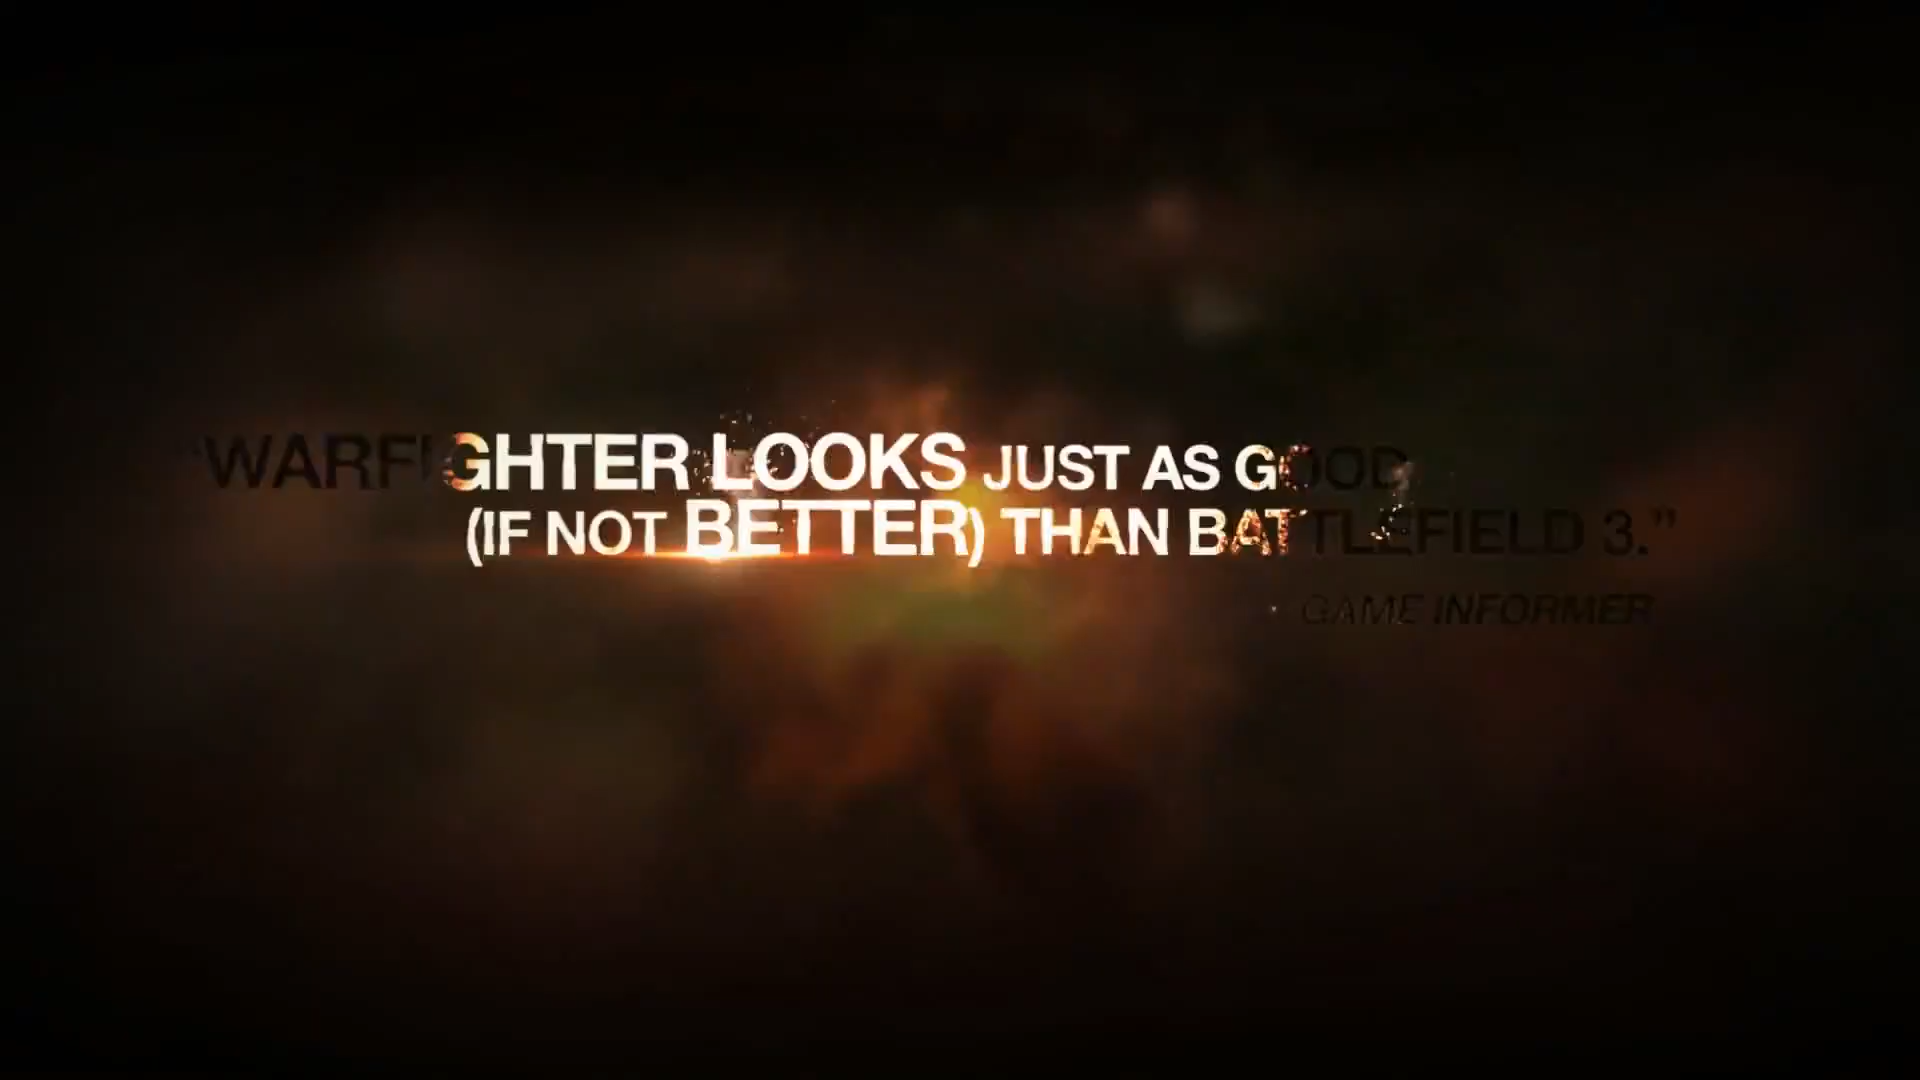 “WARFIGHTER LOOKS JUST AS GOOD
(IF NOT BETTER) THAN BATTLEFIELD 3.”
GAME INFORMER